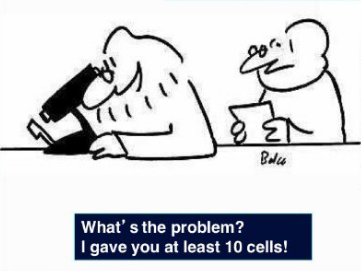 What's the problem?
I gave you at least 10 cells!